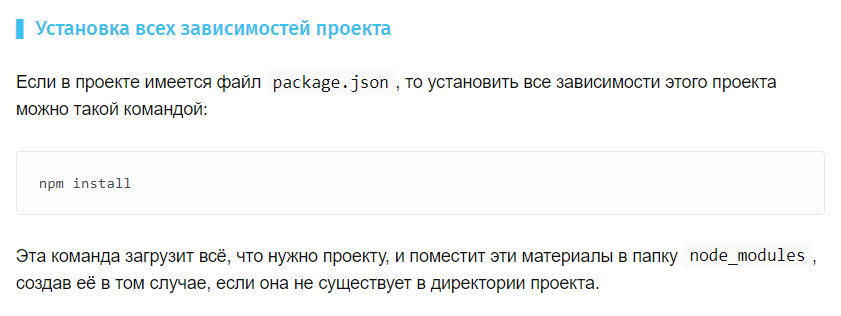 Установка всех зависимостей проекта
Если в проекте имеется файл package.json, то установить все зависимости этого проекта
можно такой командой:
npm install
Эта команда загрузит всё, что нужно проекту, и поместит эти материалы в папку node_modules,
создав её в том случае, если она не существует в директории проекта.